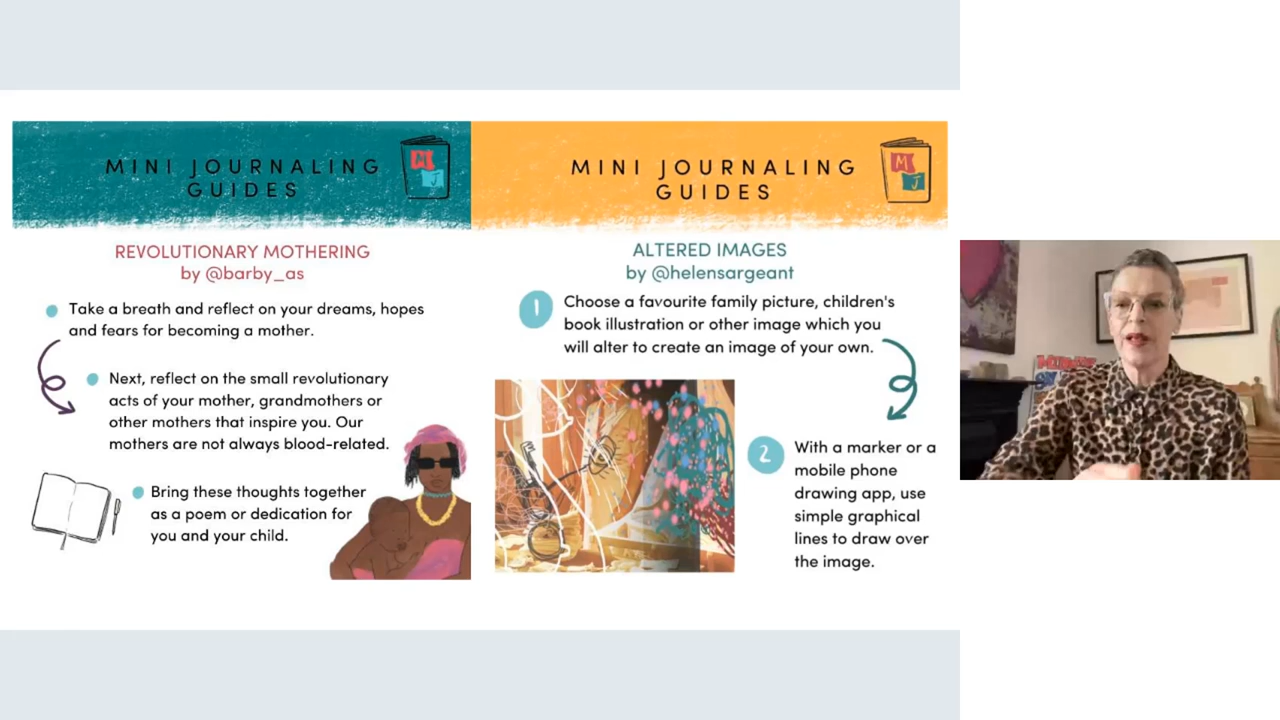 MINI JOURNALING
GUIDES
M
J
REVOLUTIONARY MOTHERING
by @barby_as
Take a breath and reflect on your dreams, hopes
and fears for becoming a mother.
Next, reflect on the small revolutionary
acts of your mother, grandmothers or
other mothers that inspire you. Our
mothers are not always blood-related.
Bring these thoughts together
as a poem or dedication for
you and your child.
MINI JOURNALING
GUIDES
M
J
ALTERED IMAGES
by @helensargeant
1
Choose a favourite family picture, children's
book illustration or other image which you
will alter to create an image of your own.
2
With a marker or a
mobile phone
drawing app, use
simple graphical
lines to draw over
the image.